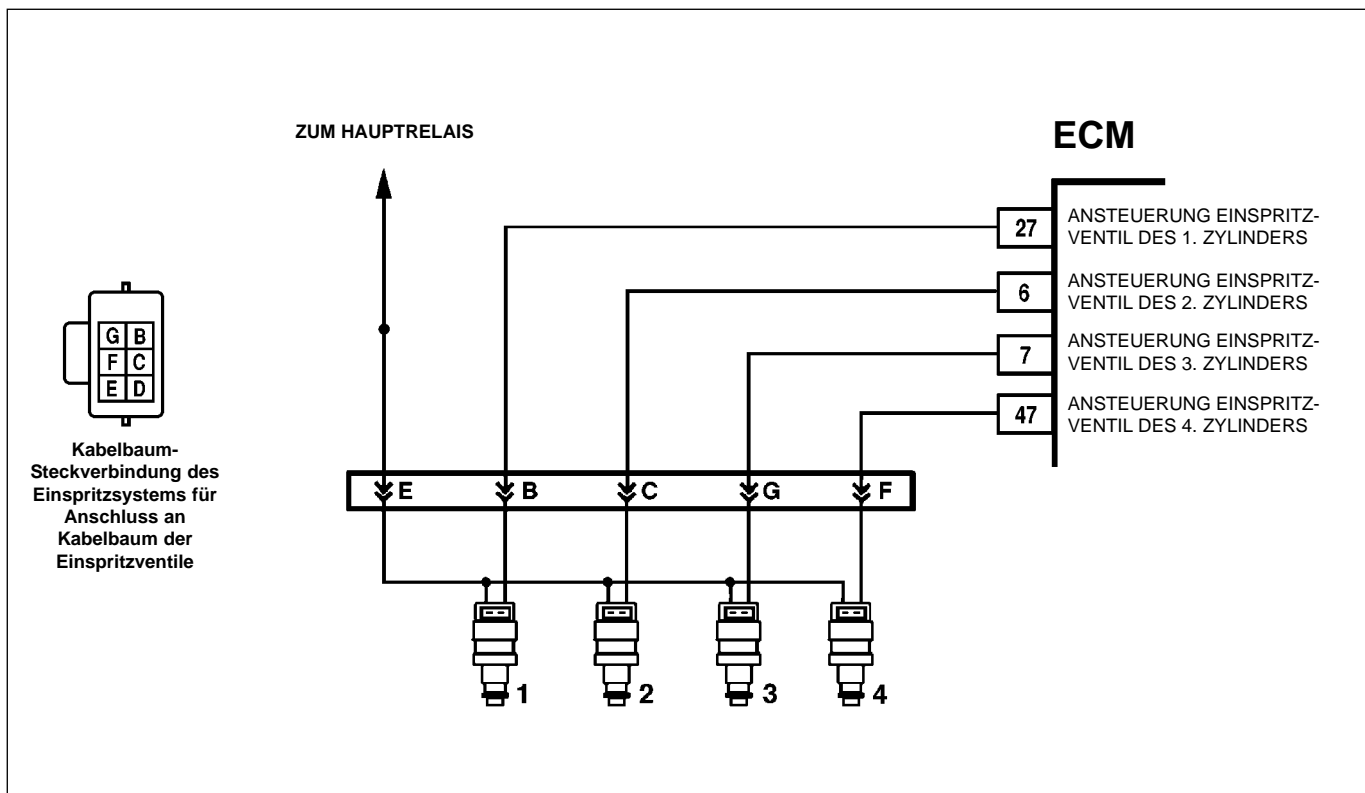 ZUM HAUPTRELAIS
ECM
27
ANSTEUERUNG EINSPRITZ-
VENTIL DES 1. ZYLINDERS
6
ANSTEUERUNG EINSPRITZ-
VENTIL DES 2. ZYLINDERS
7
ANSTEUERUNG EINSPRITZ-
VENTIL DES 3. ZYLINDERS
47
ANSTEUERUNG EINSPRITZ-
VENTIL DES 4. ZYLINDERS
G B
F C
E D
Kabelbaum-
Steckverbindung des
Einspritzsystems für
Anschluss an
Kabelbaum der
Einspritzventile
E B C G F
1 2 3 4